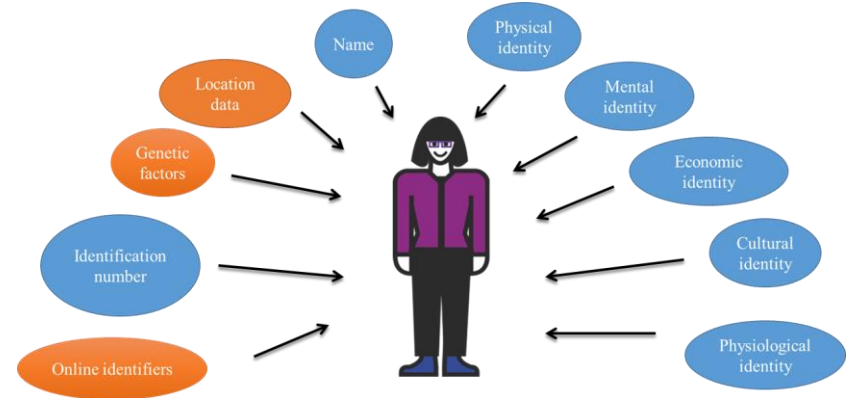 Name
Physical
identity
Location
data
Mental
identity
Genetic
factors
Economic
identity
Identification
number
Cultural
identity
Online identifiers
Physiological
identity